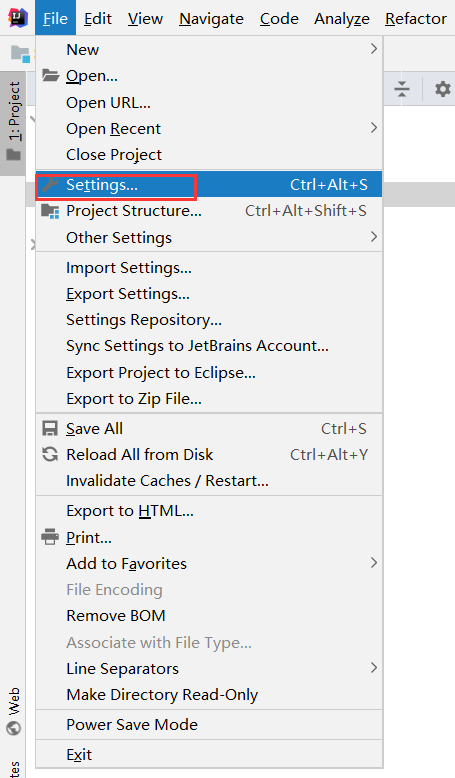 File Edit View Navigate Code Analyze Refactor
New
Open...
Open URL...
Open Recent
Close Project
Settings... Ctrl+Alt+S
Project Structure... Ctrl+Alt+Shift+S
Other Settings
Import Settings...
Export Settings...
Settings Repository...
Sync Settings to JetBrains Account...
Export Project to Eclipse...
Export to Zip File...
Save All Ctrl+S
Reload All from Disk Ctrl+Alt+Y
Invalidate Caches / Restart...
Export to HTML...
Print...
Add to Favorites
File Encoding
Remove BOM
Associate with File Type...
Line Separators
Make Directory Read-Only
Power Save Mode
Exit
1: Project
Web